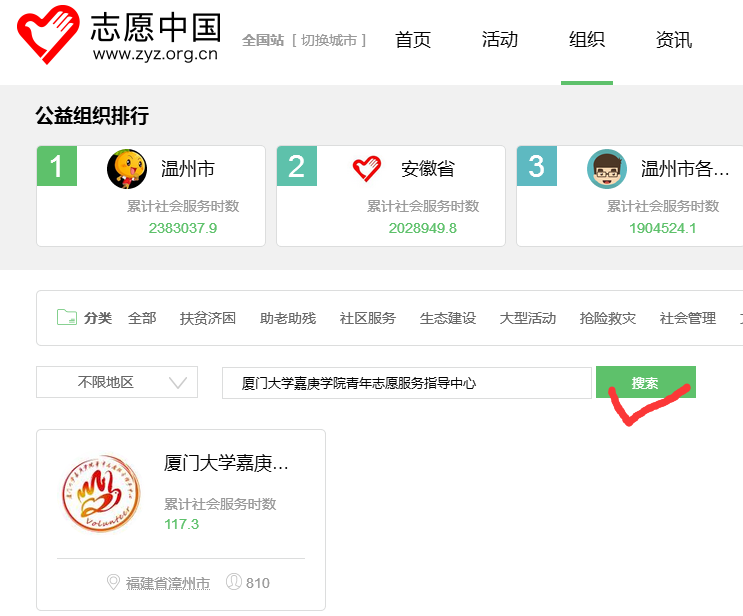 志愿中国
www.zyz.org.cn
全国站 [ 切换城市 ]
首页 活动 组织 资讯
公益组织排行
1 温州市
累计社会服务时数
2383037.9
2 安徽省
累计社会服务时数
2028949.8
3 温州市各...
累计社会服务时数
1904524.1
分类 全部 扶贫济困 助老助残 社区服务 生态建设 大型活动 抢险救灾 社会管理
不限地区 厦门大学嘉庚学院青年志愿服务指导中心 搜索
厦门大学嘉庚...
累计社会服务时数
117.3
Volunteer
福建省漳州市 810